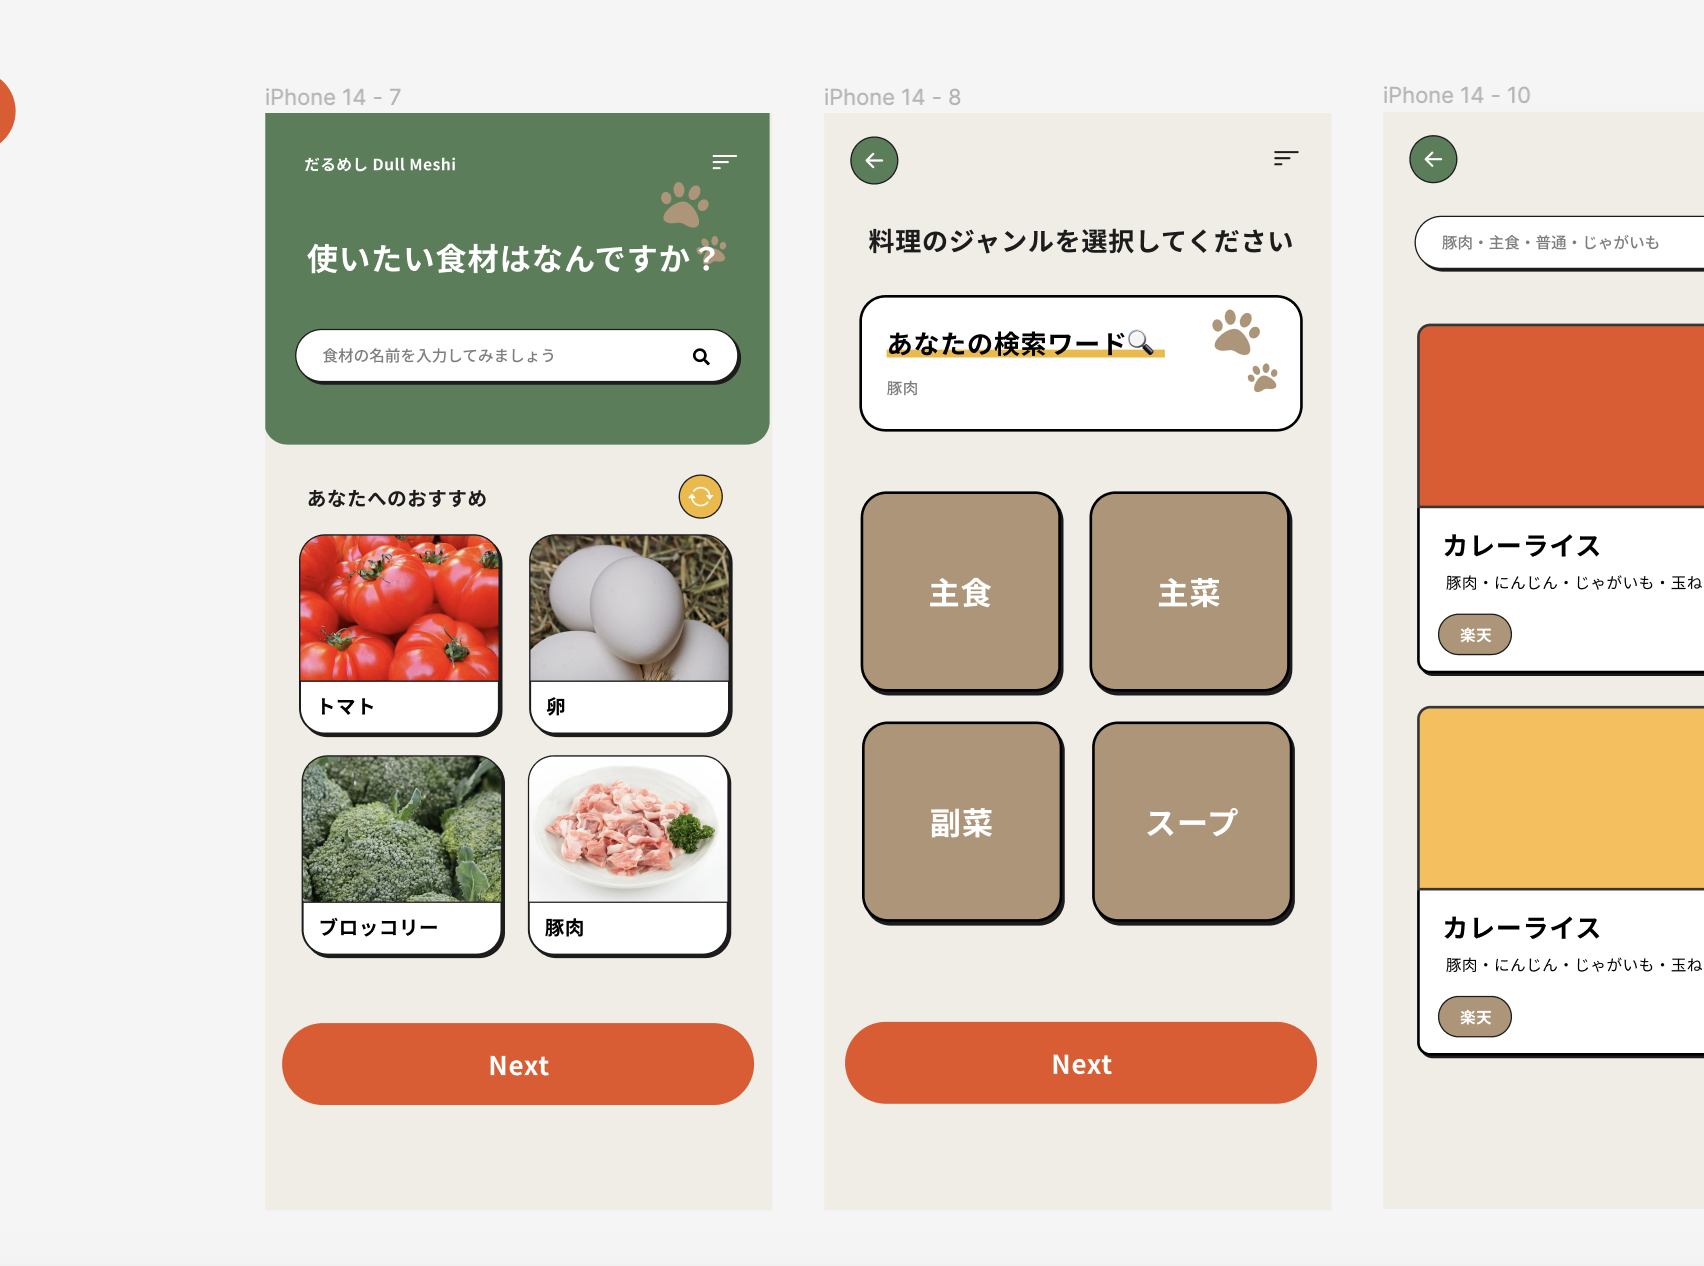 iPhone 14 - 7
だるめし Dull Meshi
使いたい食材はなんですか？
食材の名前を入力してみましょう
あなたへのおすすめ
トマト
卵
ブロッコリー
豚肉
Next
iPhone 14 - 8
料理のジャンルを選択してください
あなたの検索ワード🔍
豚肉
主食
主菜
副菜
スープ
Next
iPhone 14 - 10
豚肉・主食・普通・じゃがいも
カレーライス
豚肉・にんじん・じゃがいも・玉ね
楽天
カレーライス
豚肉・にんじん・じゃがいも・玉ね
楽天